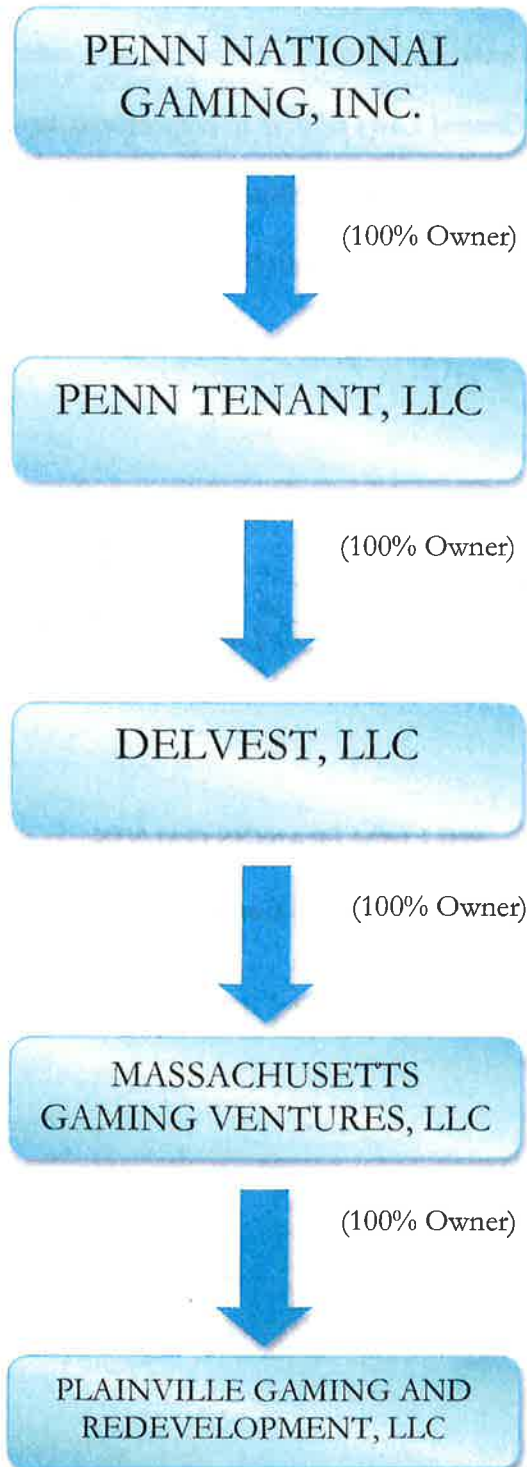 PENN NATIONAL
GAMING, INC.
(100% Owner)
PENN TENANT, LLC
(100% Owner)
DELVEST, LLC
(100% Owner)
MASSACHUSETTS
GAMING VENTURES, LLC
(100% Owner)
PLAINVILLE GAMING AND
REDEVELOPMENT, LLC